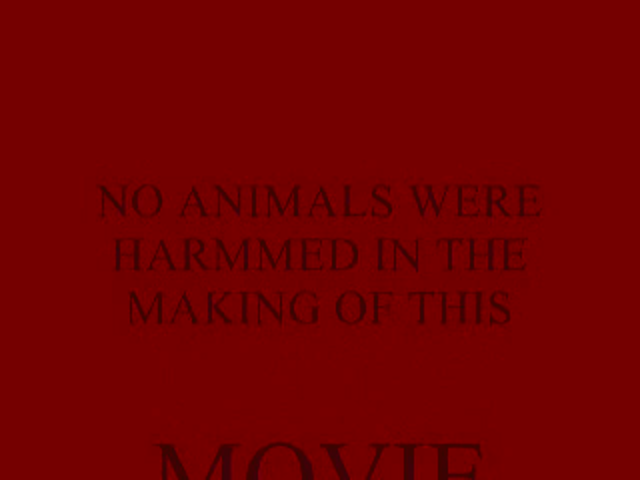 NO ANIMALS WERE
HARMMED IN THE
MAKING OF THIS
MOVIE